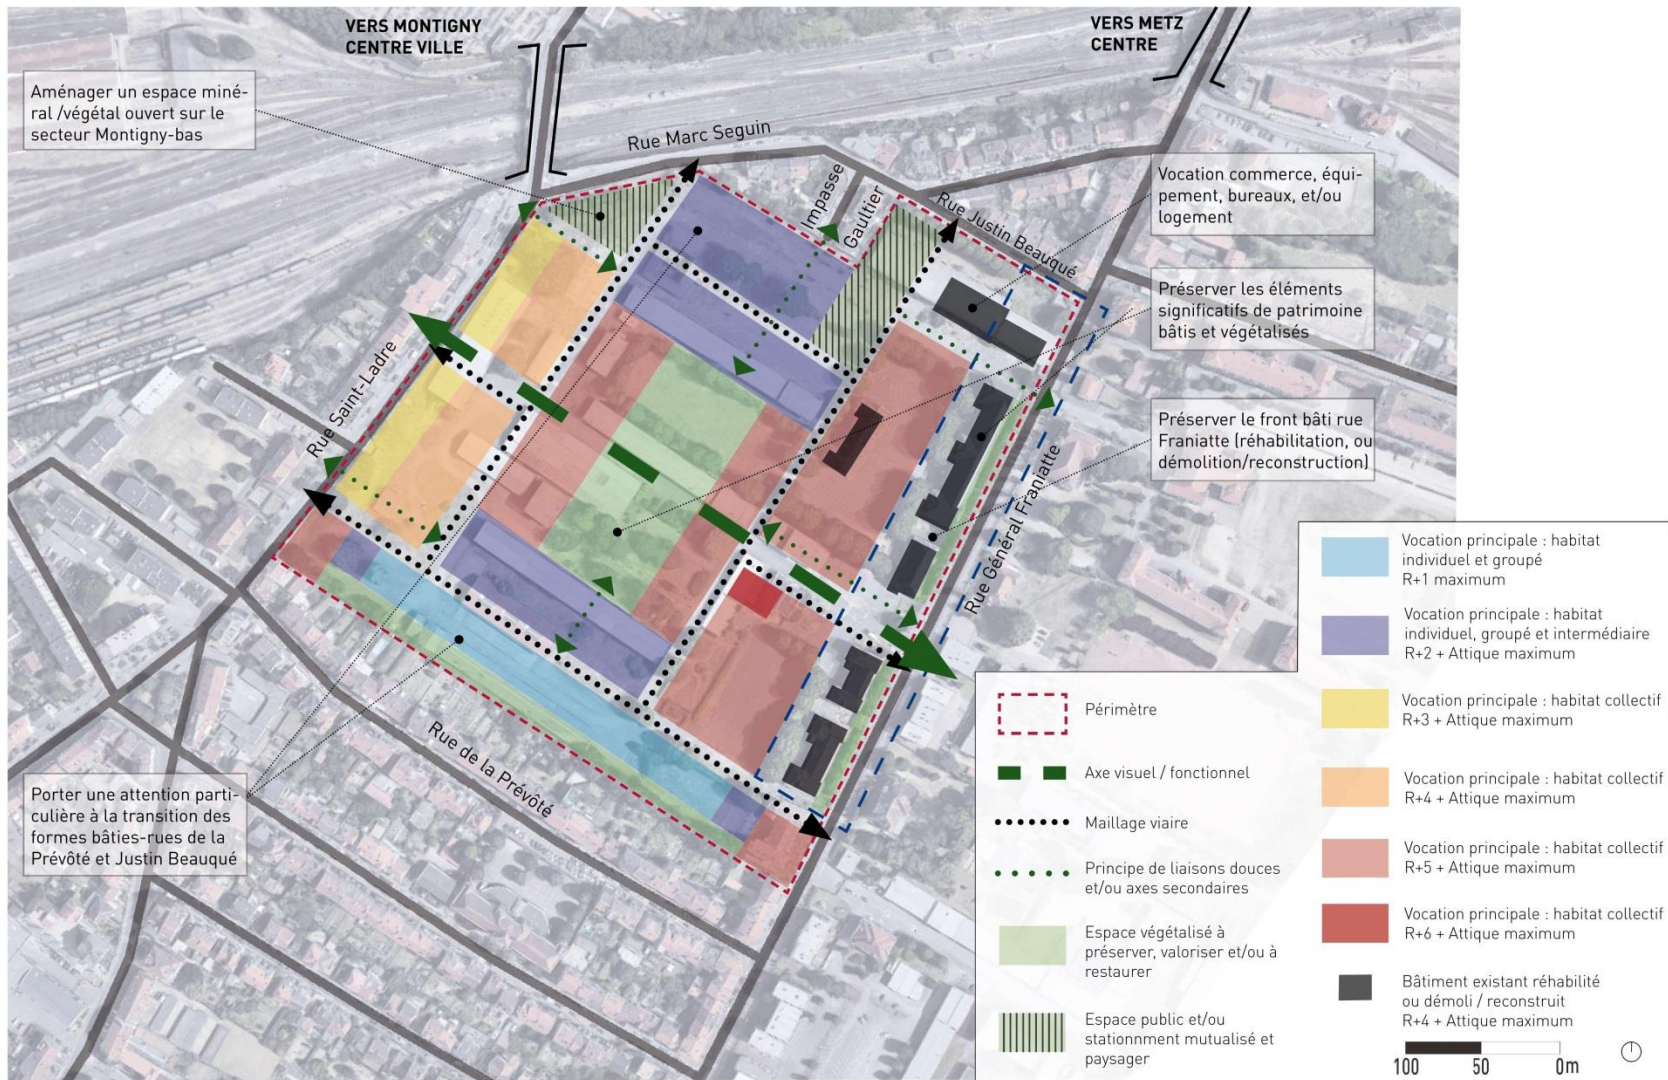 VERS MONTIGNY
CENTRE VILLE
VERS METZ
CENTRE
Aménager un espace miné-
ral /végétal ouvert sur le
secteur Montigny-bas
Rue Marc Seguin
Impasse
Gaultier
Rue Justin Beauqué
Vocation commerce, équi-
pement, bureaux, et/ou
logement
Préserver les éléments
significatifs de patrimoine
bâtis et végétalisés
Préserver le front bâti rue
Franiatte (réhabilitation, ou
démolition/reconstruction)
Rue Saint-Ladre
Rue Général Franiatte
Rue de la Prévôté
Porter une attention parti-
culière à la transition des
formes bâties-rues de la
Prévôté et Justin Beauqué
Périmètre
Axe visuel / fonctionnel
Maillage viaire
Principe de liaisons douces
et/ou axes secondaires
Espace végétalisé à
préserver, valoriser et/ou à
restaurer
Espace public et/ou
stationnment mutualisé et
paysager
Vocation principale : habitat
individuel et groupé
R+1 maximum
Vocation principale : habitat
individuel, groupé et intermédiaire
R+2 + Attique maximum
Vocation principale : habitat collectif
R+3 + Attique maximum
Vocation principale : habitat collectif
R+4 + Attique maximum
Vocation principale : habitat collectif
R+5 + Attique maximum
Vocation principale : habitat collectif
R+6 + Attique maximum
Bâtiment existant réhabilité
ou démoli / reconstruit
R+4 + Attique maximum
100 50 0m